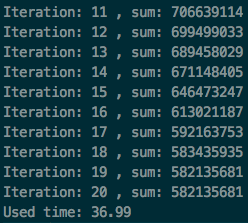 Iteration: 11 , sum: 706639114
Iteration: 12 , sum: 699499033
Iteration: 13 , sum: 689458029
Iteration: 14 , sum: 671148405
Iteration: 15 , sum: 646473247
Iteration: 16 , sum: 613021187
Iteration: 17 , sum: 592163753
Iteration: 18 , sum: 583435935
Iteration: 19 , sum: 582135681
Iteration: 20 , sum: 582135681
Used time: 36.99